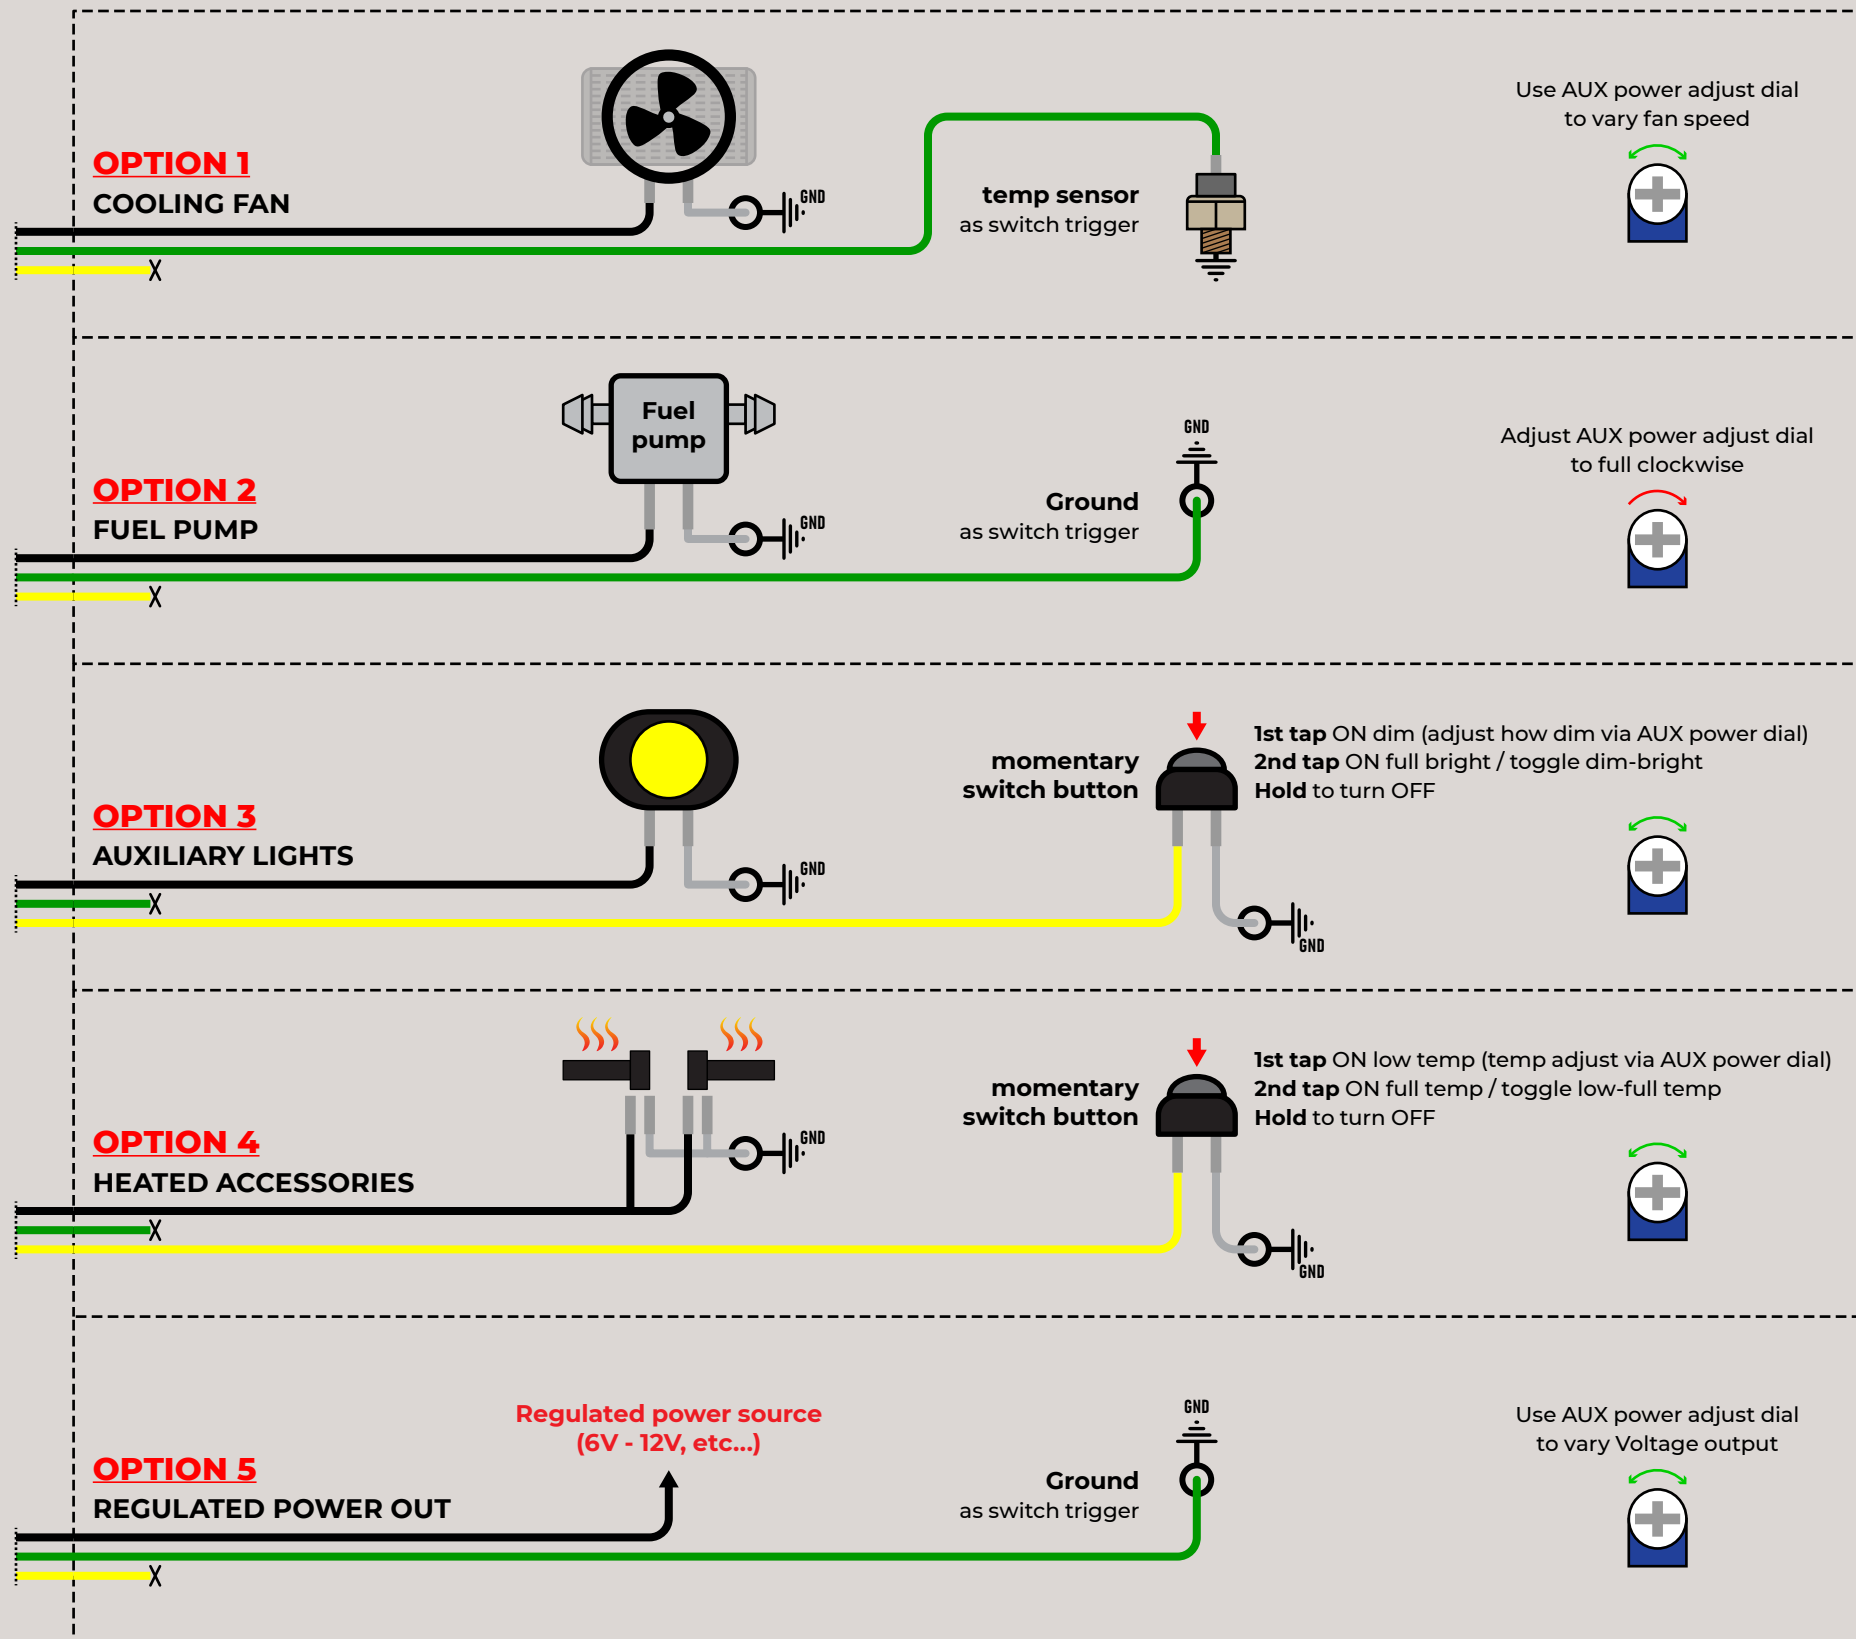 Use AUX power adjust dial
to vary fan speed
OPTION 1
COOLING FAN
GND
temp sensor
as switch trigger
Fuel
pump
GND
Adjust AUX power adjust dial
to full clockwise
OPTION 2
FUEL PUMP
GND
Ground
as switch trigger
momentary
switch button
1st tap ON dim (adjust how dim via AUX power dial)
2nd tap ON full bright / toggle dim-bright
Hold to turn OFF
OPTION 3
AUXILIARY LIGHTS
GND
GND
momentary
switch button
1st tap ON low temp (temp adjust via AUX power dial)
2nd tap ON full temp / toggle low-full temp
Hold to turn OFF
OPTION 4
HEATED ACCESSORIES
GND
GND
Regulated power source
(6V - 12V, etc...)
GND
Use AUX power adjust dial
to vary Voltage output
OPTION 5
REGULATED POWER OUT
Ground
as switch trigger